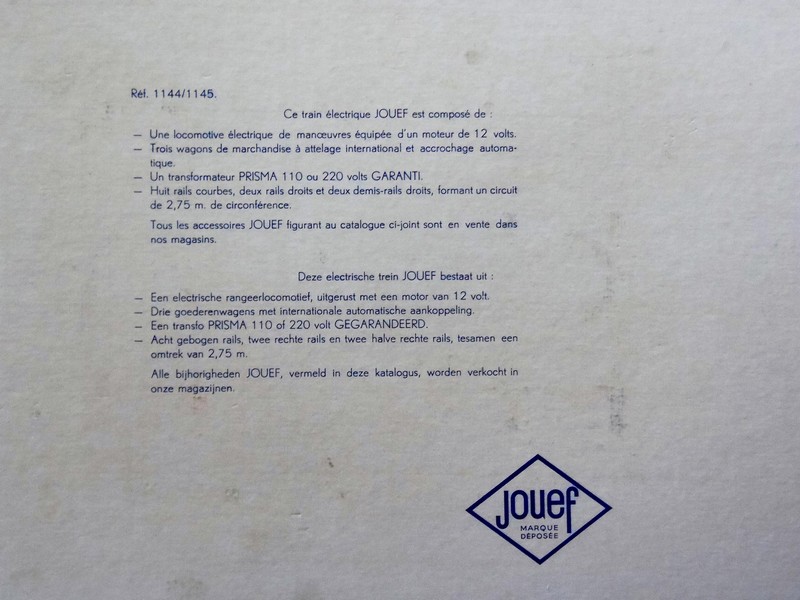 Réf. 1144/1145.
Ce train électrique JOUEF est composé de :
— Une locomotive électrique de manœuvres équipée d'un moteur de 12 volts.
— Trois wagons de marchandise à attelage international et accrochage automa-
tique.
— Un transformateur PRISMA 110 ou 220 volts GARANTI.
— Huit rails courbes, deux rails droits et deux demis-rails droits, formant un circuit
de 2,75 m. de circonférence.
Tous les accessoires JOUEF figurant au catalogue ci-joint sont en vente dans
nos magasins.
Deze electrische trein JOUEF bestaat uit :
— Een electrische rangeerlocomotief, uitgerust met een motor van 12 volt.
— Drie goederenwagens met internationale automatische aankoppeling.
— Een transfo PRISMA 110 of 220 volt GEGARANDEERD.
— Acht gebogen rails, twee rechte rails en twee halve rechte rails, tesamen een
omtrek van 2,75 m.
Alle bijhorigheden JOUEF, vermeld in deze katalogus, worden verkocht in
onze magazijnen.
Jouef
MARQUE
DÉPOSÉE